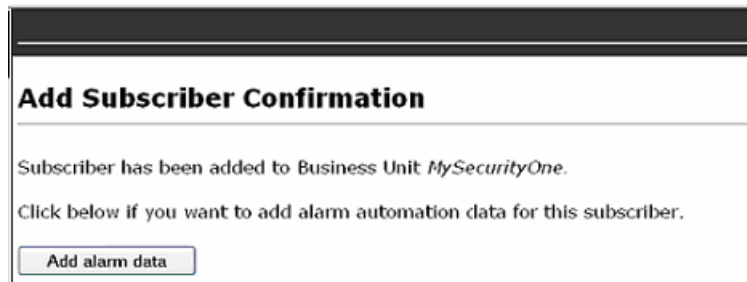 Add Subscriber Confirmation
Subscriber has been added to Business Unit MySecurityOne.
Click below if you want to add alarm automation data for this subscriber.
Add alarm data